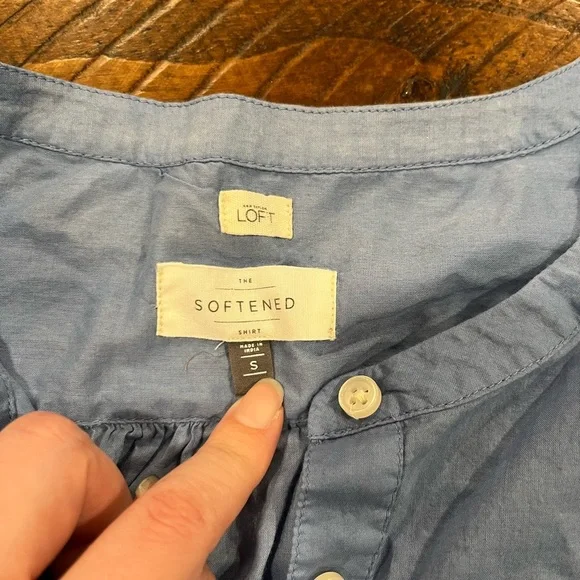 ANN TAYLOR
LOFT
THE
SOFTENED
SHIRT
MADE IN
INDIA
S